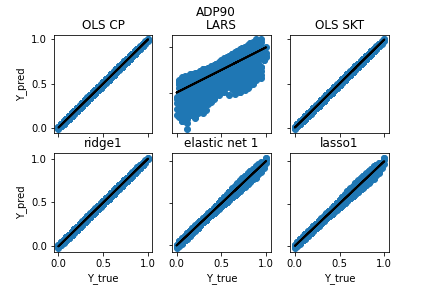 ADP90
OLS CP
LARS
OLS SKT
1.0
0.5
0.0
Y_pred
ridge1
elastic net 1
lasso1
1.0
0.5
0.0
Y_pred
0.0 0.5 1.0
0.0 0.5 1.0
0.0 0.5 1.0
Y_true
Y_true
Y_true